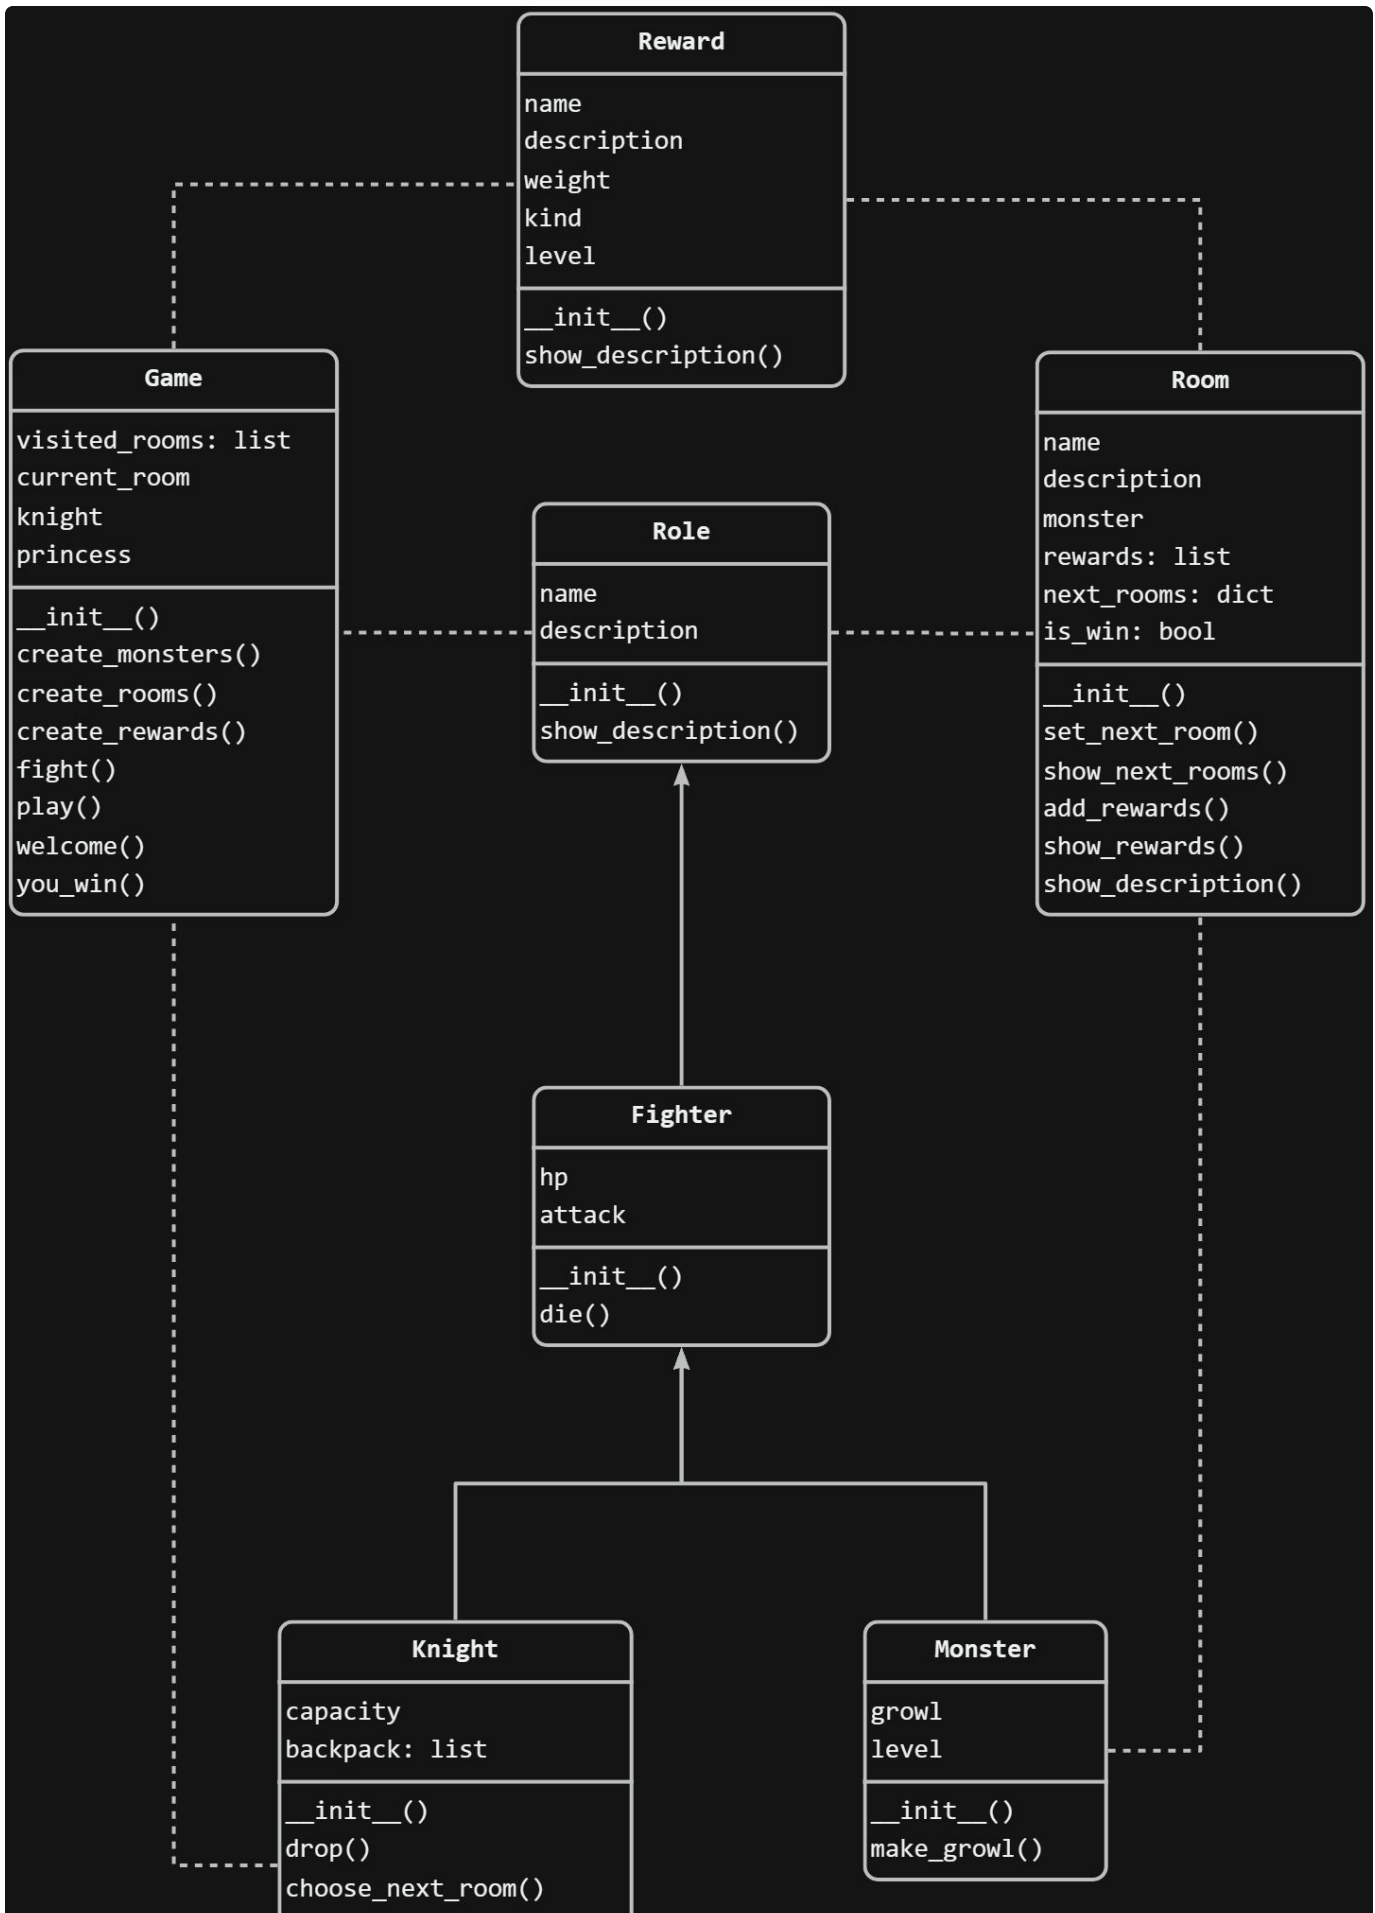 Reward
name
description
weight
kind
level
__init__()
show_description()
Game
visited_rooms: list
current_room
knight
princess
__init__()
create_monsters()
create_rooms()
create_rewards()
fight()
play()
welcome()
you_win()
Role
name
description
__init__()
show_description()
Room
name
description
monster
rewards: list
next_rooms: dict
is_win: bool
__init__()
set_next_room()
show_next_rooms()
add_rewards()
show_rewards()
show_description()
Fighter
hp
attack
__init__()
die()
Knight
capacity
backpack: list
__init__()
drop()
choose_next_room()
Monster
growl
level
__init__()
make_growl()